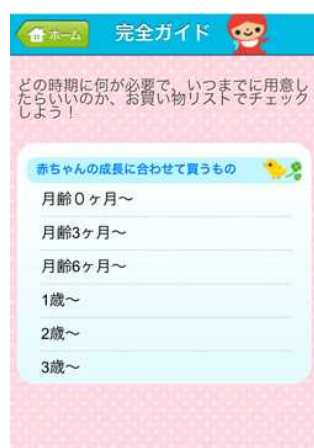 ホーム
完全ガイド
どの時期に何が必要で、いつまでに用意し
たらいいのか、お買い物リストでチェック
しよう！
赤ちゃんの成長に合わせて買うもの
月齢０ヶ月～
月齢3ヶ月～
月齢6ヶ月～
1歳～
2歳～
3歳～